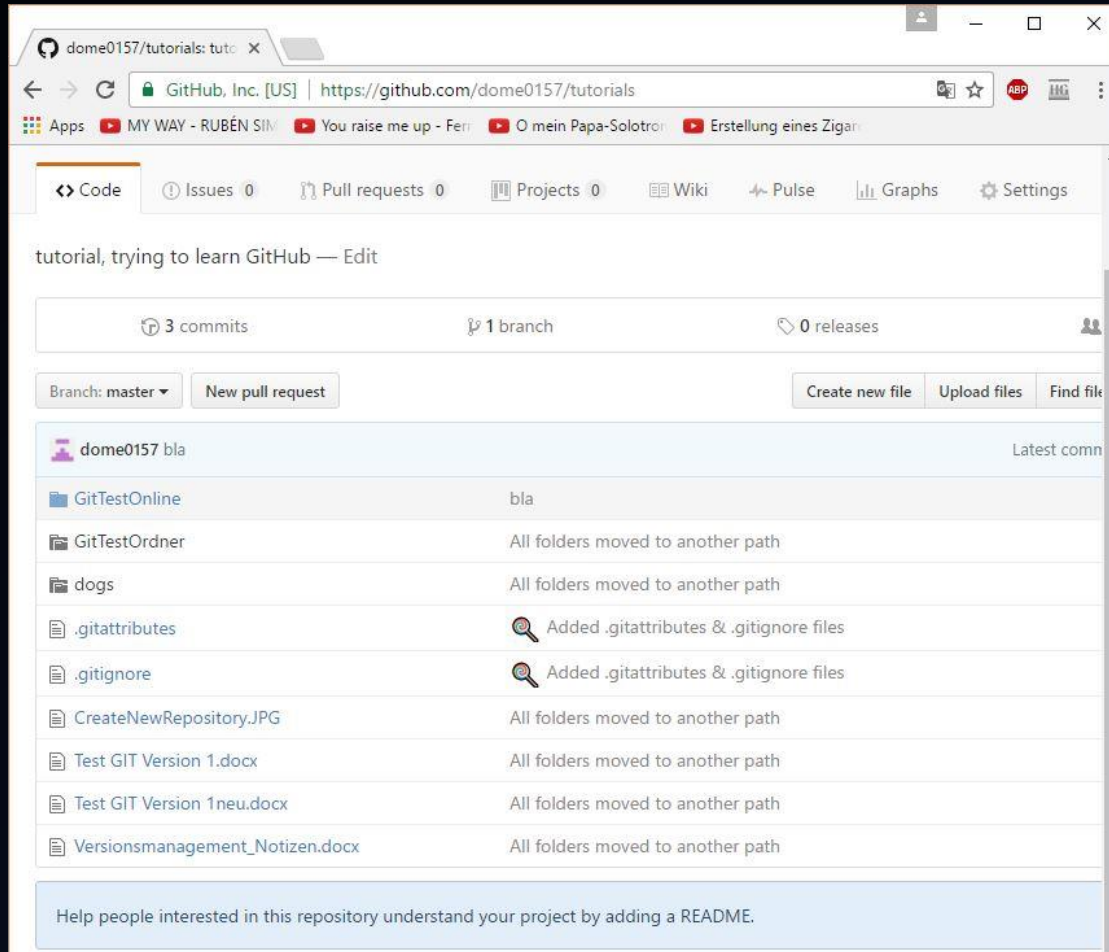 dome0157/tutorials: tuto
GitHub, Inc. [US] | https://github.com/dome0157/tutorials ABP HG
Apps MY WAY - RUBÉN SIM You raise me up - Fer O mein Papa-Solotron Erstellung eines Zigar
Code Issues 0 Pull requests 0 Projects 0 Wiki Pulse Graphs Settings
tutorial, trying to learn GitHub — Edit
3 commits 1 branch 0 releases
Branch: master New pull request Create new file Upload files Find file
dome0157 bla Latest comm
GitTestOnline bla
GitTestOrdner All folders moved to another path
dogs All folders moved to another path
.gitattributes Added .gitattributes & .gitignore files
.gitignore Added .gitattributes & .gitignore files
CreateNewRepository.JPG All folders moved to another path
Test GIT Version 1.docx All folders moved to another path
Test GIT Version 1neu.docx All folders moved to another path
Versionsmanagement_Notizen.docx All folders moved to another path
Help people interested in this repository understand your project by adding a README.